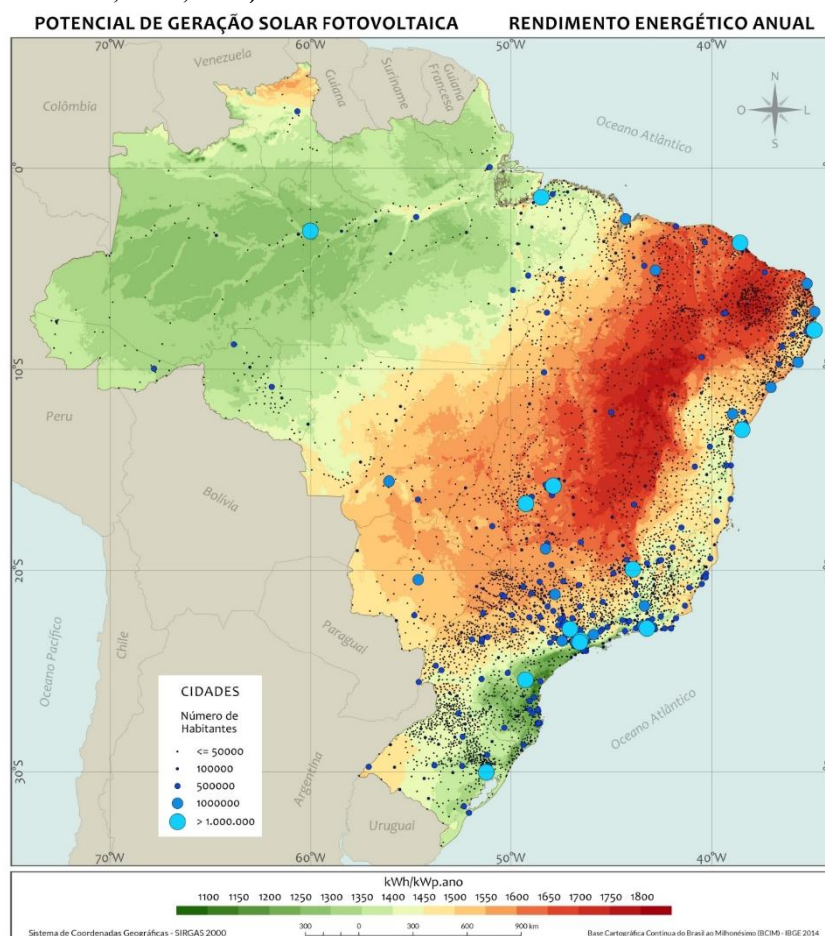 POTENCIAL DE GERAÇÃO SOLAR FOTOVOLTAICA
RENDIMENTO ENERGÉTICO ANUAL
70°W
60°W
50°W
40°W
Venezuela
Guiana
Suriname
Guiana
Francesa
Colômbia
Oceano Atlântico
N
O
L
S
0°
10°S
Peru
Bolívia
20°S
Paraguai
Chile
Oceano Pacífico
Oceano Atlântico
Argentina
30°S
Uruguai
CIDADES
Número de
Habitantes
<= 50000
100000
500000
1000000
> 1.000.000
70°W
60°W
50°W
40°W
kWh/kWp.ano
1100 1150 1200 1250 1300 1350 1400 1450 1500 1550 1600 1650 1700 1750 1800
Sistema de Coordenadas Geográficas - SIRGAS 2000
300 0 300 600 900 km
Base Cartográfica Contínua do Brasil ao Milhonésimo (BCIM) - IBGE 2014